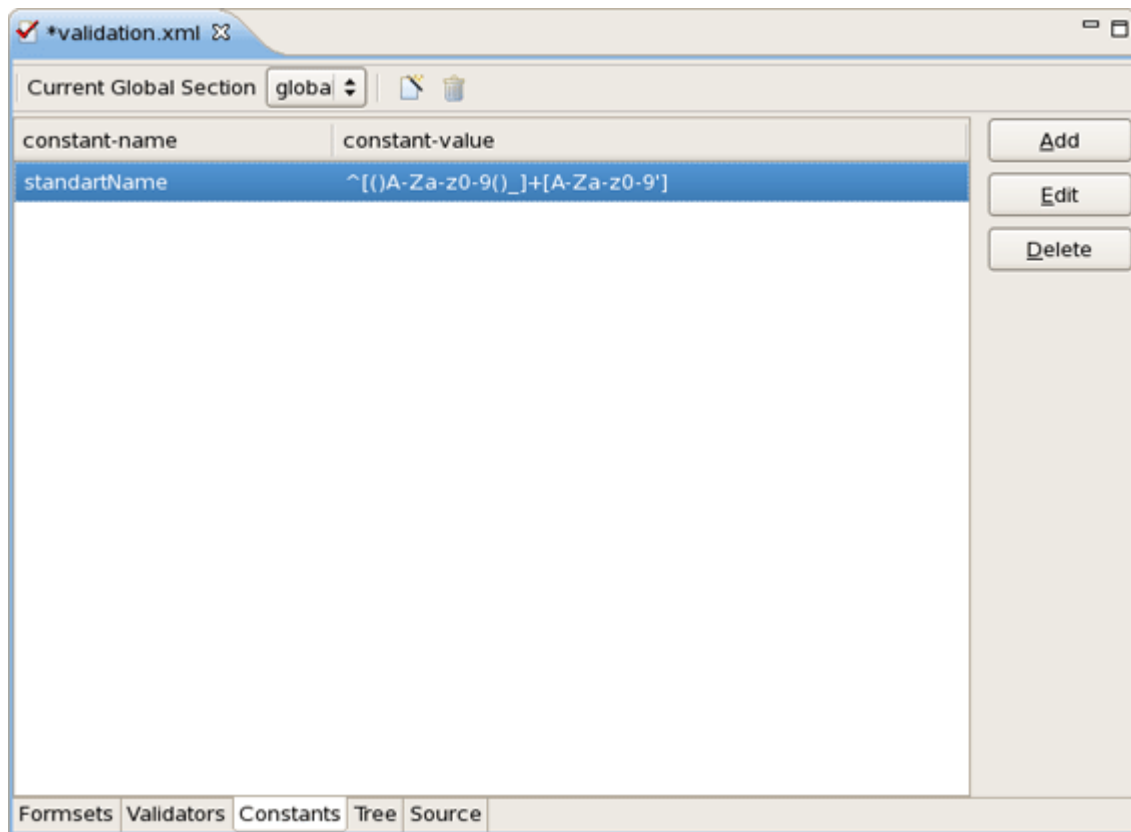 *validation.xml
Current Global Section global
constant-name constant-value Add
standartName ^[()A-Za-z0-9()_]+[A-Za-z0-9'] 
Edit
Delete
Formsets Validators Constants Tree Source